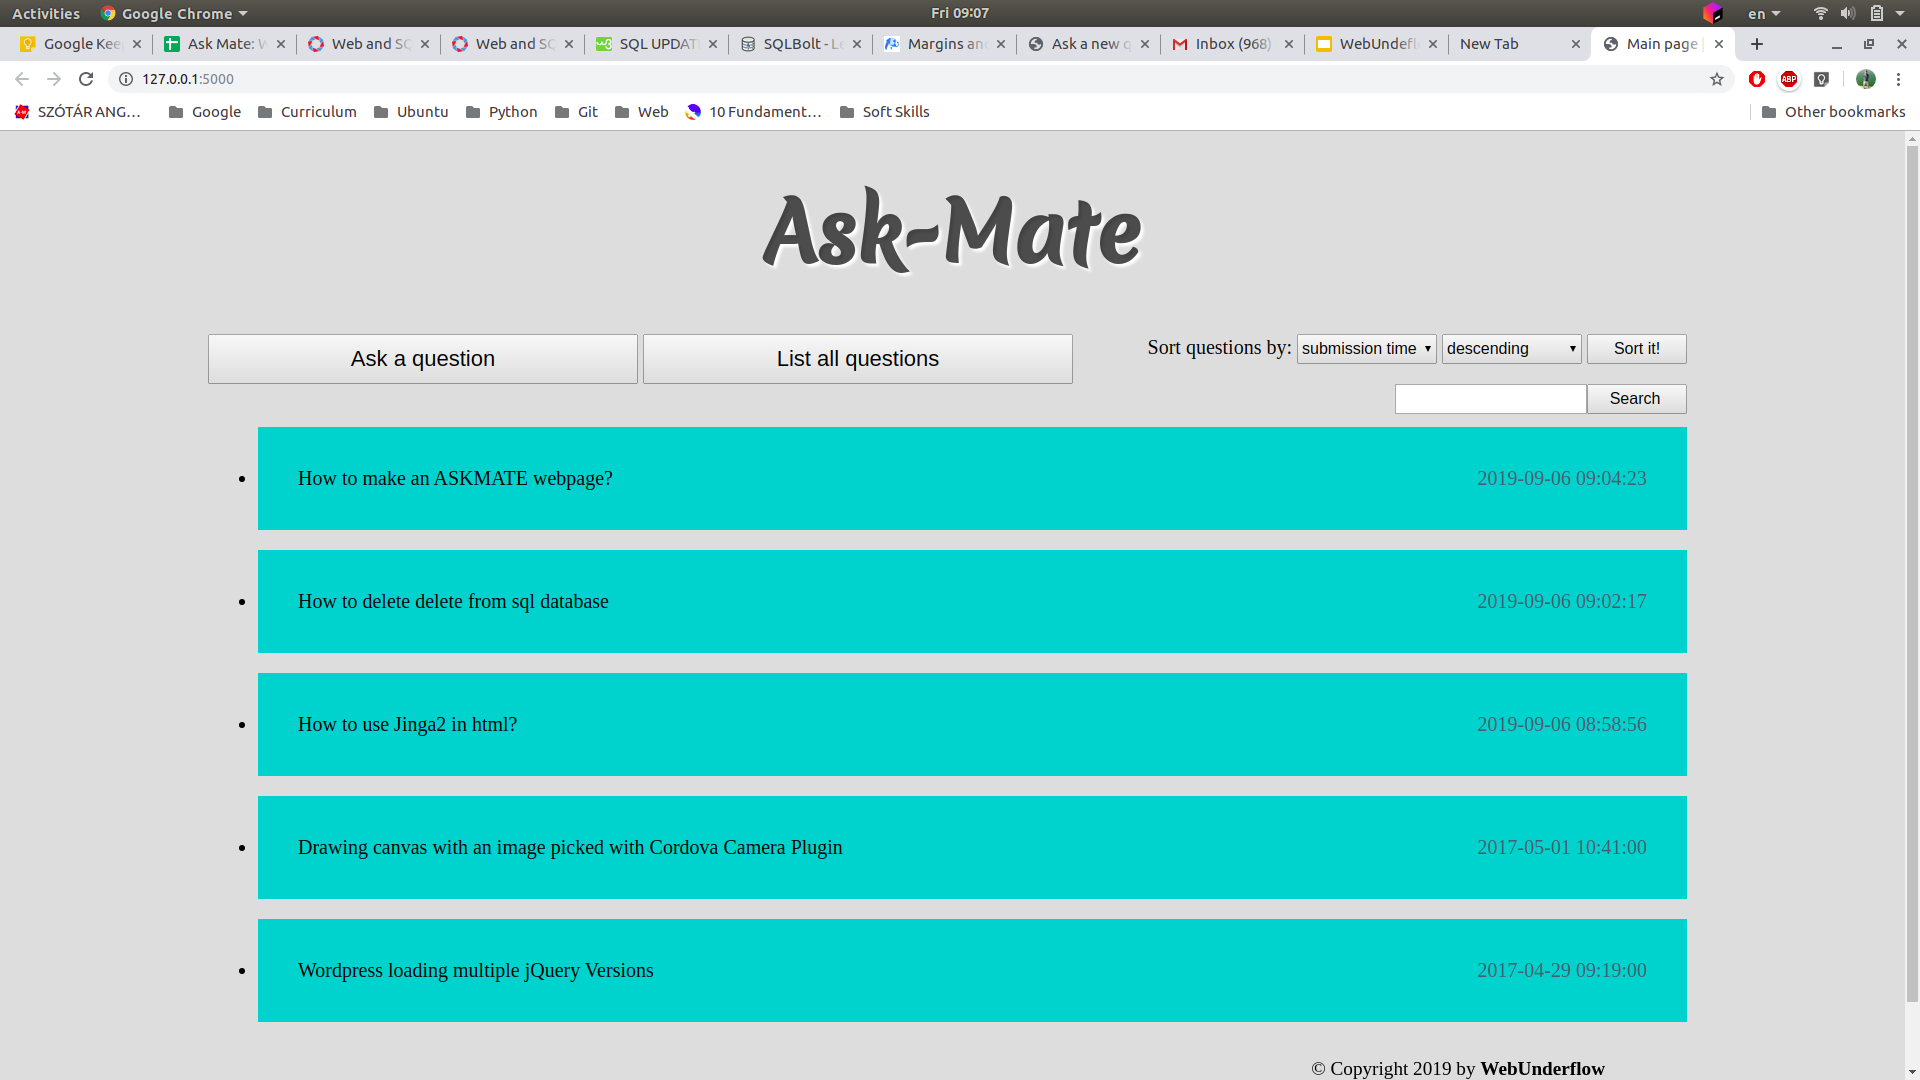 Activities Google Chrome Fri 09:07 en
Google Kee Ask Mate: Web and SQ Web and SQ SQL UPDAT SQLBolt - Le Margins an Ask a new q Inbox (968) WebUndefl New Tab Main page
127.0.0.1:5000
SZÓTÁR ANG... Google Curriculum Ubuntu Python Git Web 10 Fundament... Soft Skills Other bookmarks
Ask-Mate
Ask a question List all questions Sort questions by: submission time descending Sort it!
Search
How to make an ASKMATE webpage? 2019-09-06 09:04:23
How to delete delete from sql database 2019-09-06 09:02:17
How to use Jinga2 in html? 2019-09-06 08:58:56
Drawing canvas with an image picked with Cordova Camera Plugin 2017-05-01 10:41:00
Wordpress loading multiple jQuery Versions 2017-04-29 09:19:00
© Copyright 2019 by WebUnderflow